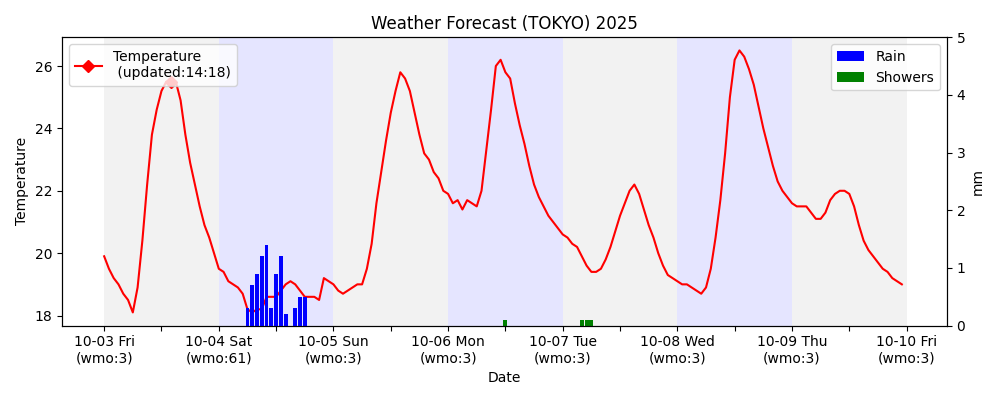 Weather Forecast (TOKYO) 2025
Temperature
(updated:14:18)
Rain
Showers
26
24
22
20
18
Temperature
5
4
3
2
1
0
mm
10-03 Fri 10-04 Sat 10-05 Sun 10-06 Mon 10-07 Tue 10-08 Wed 10-09 Thu 10-10 Fri
(wmo:3) (wmo:61) (wmo:3) (wmo:3) (wmo:3) (wmo:3) (wmo:3) (wmo:3)
Date